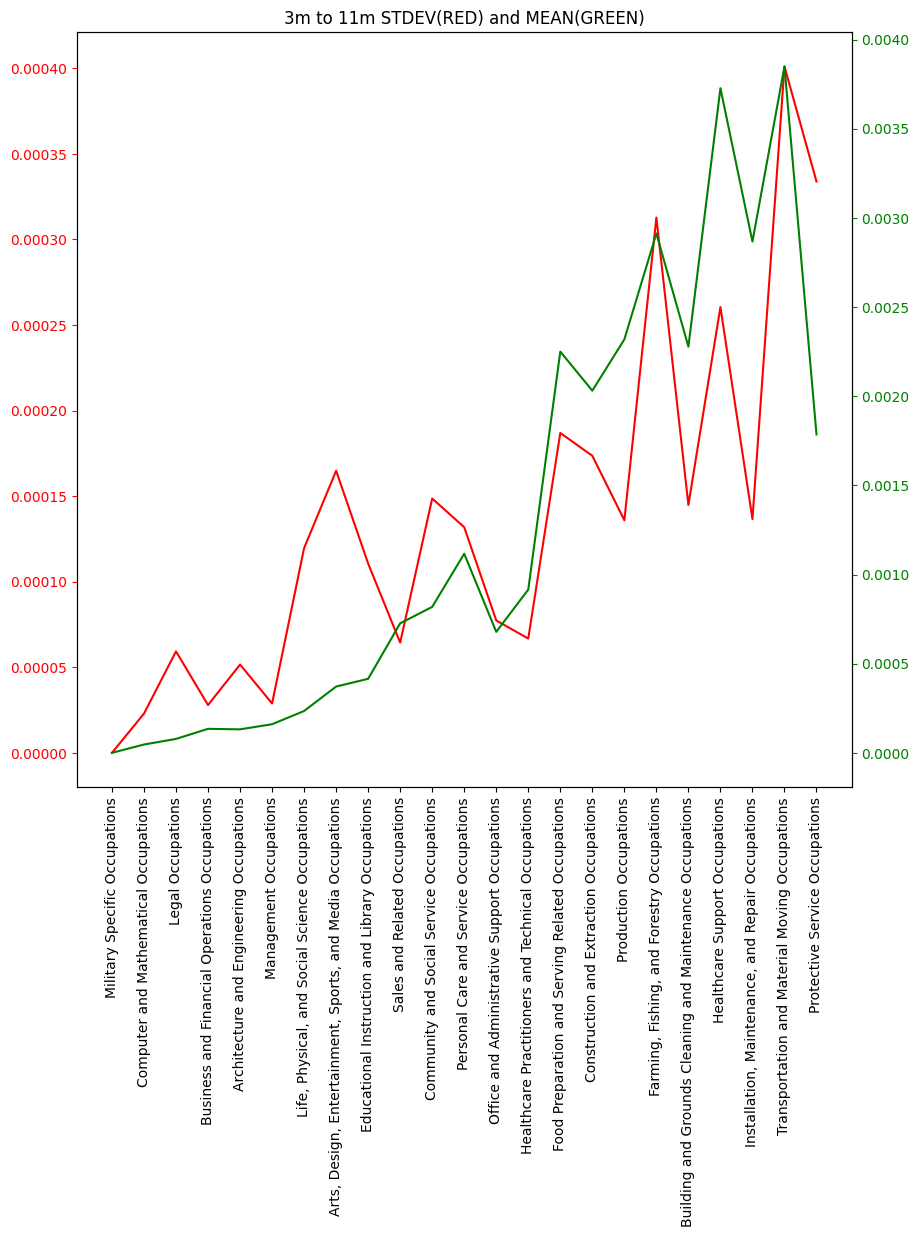 3m to 11m STDEV(RED) and MEAN(GREEN)
0.00040
0.00035
0.00030
0.00025
0.00020
0.00015
0.00010
0.00005
0.00000
0.0040
0.0035
0.0030
0.0025
0.0020
0.0015
0.0010
0.0005
0.0000
Military Specific Occupations
Computer and Mathematical Occupations
Legal Occupations
Business and Financial Operations Occupations
Architecture and Engineering Occupations
Management Occupations
Life, Physical, and Social Science Occupations
Arts, Design, Entertainment, Sports, and Media Occupations
Educational Instruction and Library Occupations
Sales and Related Occupations
Community and Social Service Occupations
Personal Care and Service Occupations
Office and Administrative Support Occupations
Healthcare Practitioners and Technical Occupations
Food Preparation and Serving Related Occupations
Construction and Extraction Occupations
Production Occupations
Farming, Fishing, and Forestry Occupations
Building and Grounds Cleaning and Maintenance Occupations
Healthcare Support Occupations
Installation, Maintenance, and Repair Occupations
Transportation and Material Moving Occupations
Protective Service Occupations